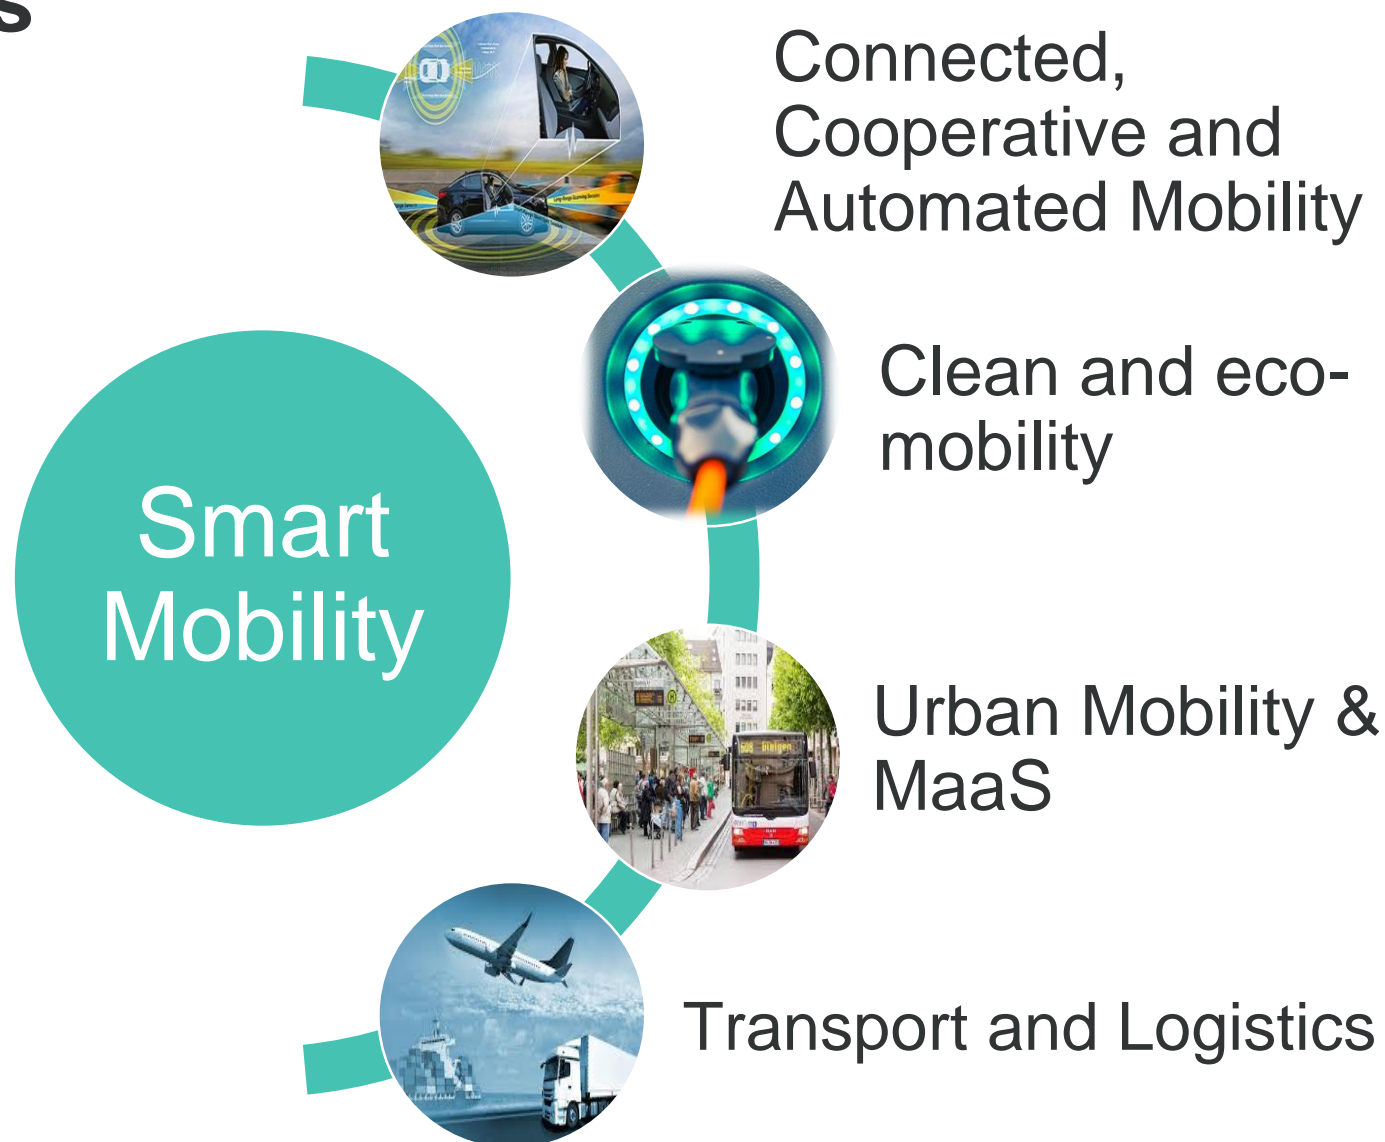 s
Connected,
Cooperative and
Automated Mobility
Clean and eco-
mobility
Smart
Mobility
Urban Mobility &
MaaS
Transport and Logistics